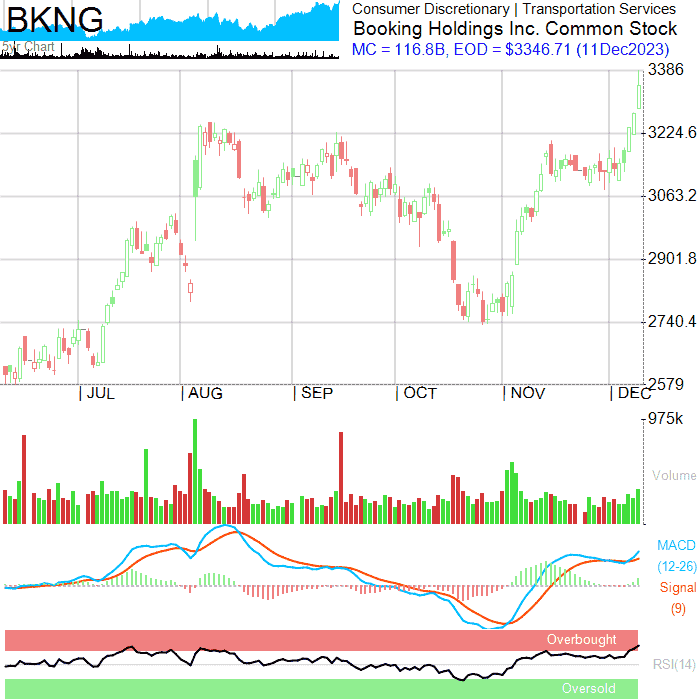 BKNG
5yr Chart
Consumer Discretionary | Transportation Services
Booking Holdings Inc. Common Stock
MC = 116.8B, EOD = $3346.71 (11Dec2023)
3386
3224.6
3063.2
2901.8
2740.4
2579
| JUL | AUG | SEP | OCT | NOV | DEC
975k
Volume
MACD
(12-26)
Signal
(9)
Overbought
RSI(14)
Oversold